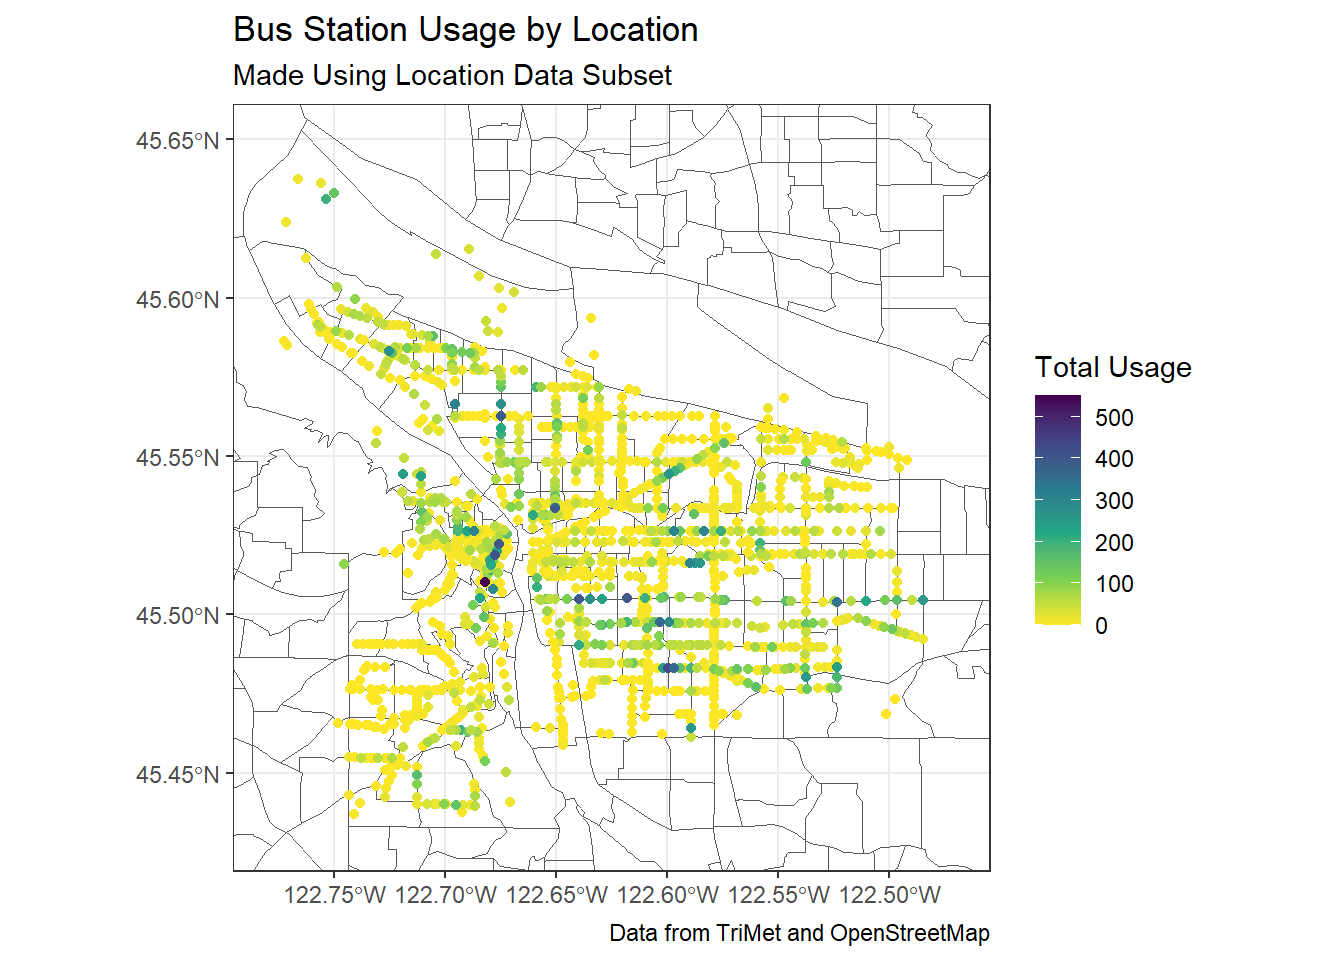 Bus Station Usage by Location
Made Using Location Data Subset
45.65°N
45.60°N
45.55°N
45.50°N
45.45°N
122.75°W 122.70°W 122.65°W 122.60°W 122.55°W 122.50°W
Total Usage
500
400
300
200
100
0
Data from TriMet and OpenStreetMap